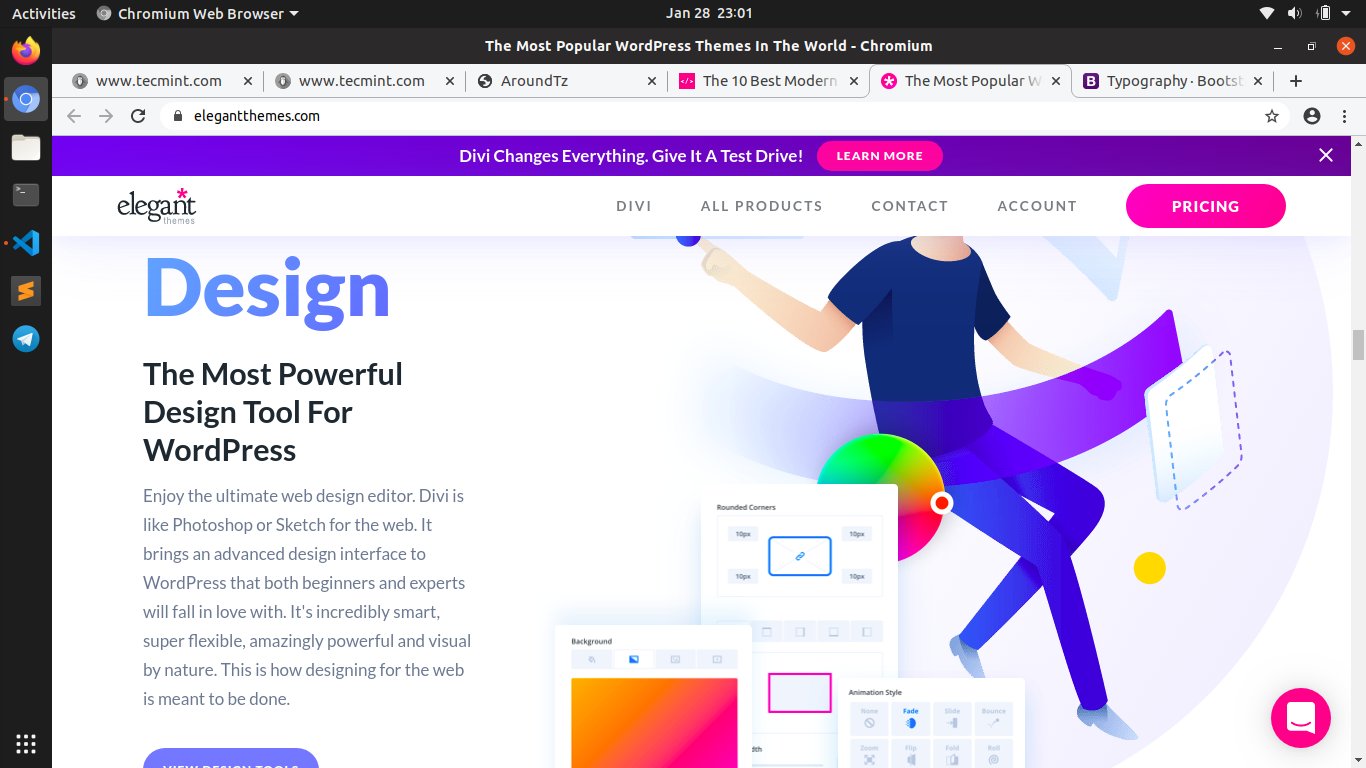 Activities
Chromium Web Browser
Jan 28 23:01
The Most Popular WordPress Themes In The World - Chromium
www.tecmint.com
www.tecmint.com
AroundTz
The 10 Best Modern
The Most Popular W
Typography · Bootst
elegantthemes.com
Divi Changes Everything. Give It A Test Drive!
LEARN MORE
elegant
themes
DIVI
ALL PRODUCTS
CONTACT
ACCOUNT
PRICING
Design
The Most Powerful
Design Tool For
WordPress
Enjoy the ultimate web design editor. Divi is
like Photoshop or Sketch for the web. It
brings an advanced design interface to
WordPress that both beginners and experts
will fall in love with. It's incredibly smart,
super flexible, amazingly powerful and visual
by nature. This is how designing for the web
is meant to be done.
VIEW DESIGN TOOLS
Rounded Corners
10px
10px
10px
10px
Background
Animation Style
None
Fade
Slide
Bounce
Zoom
Flip
Fold
Roll